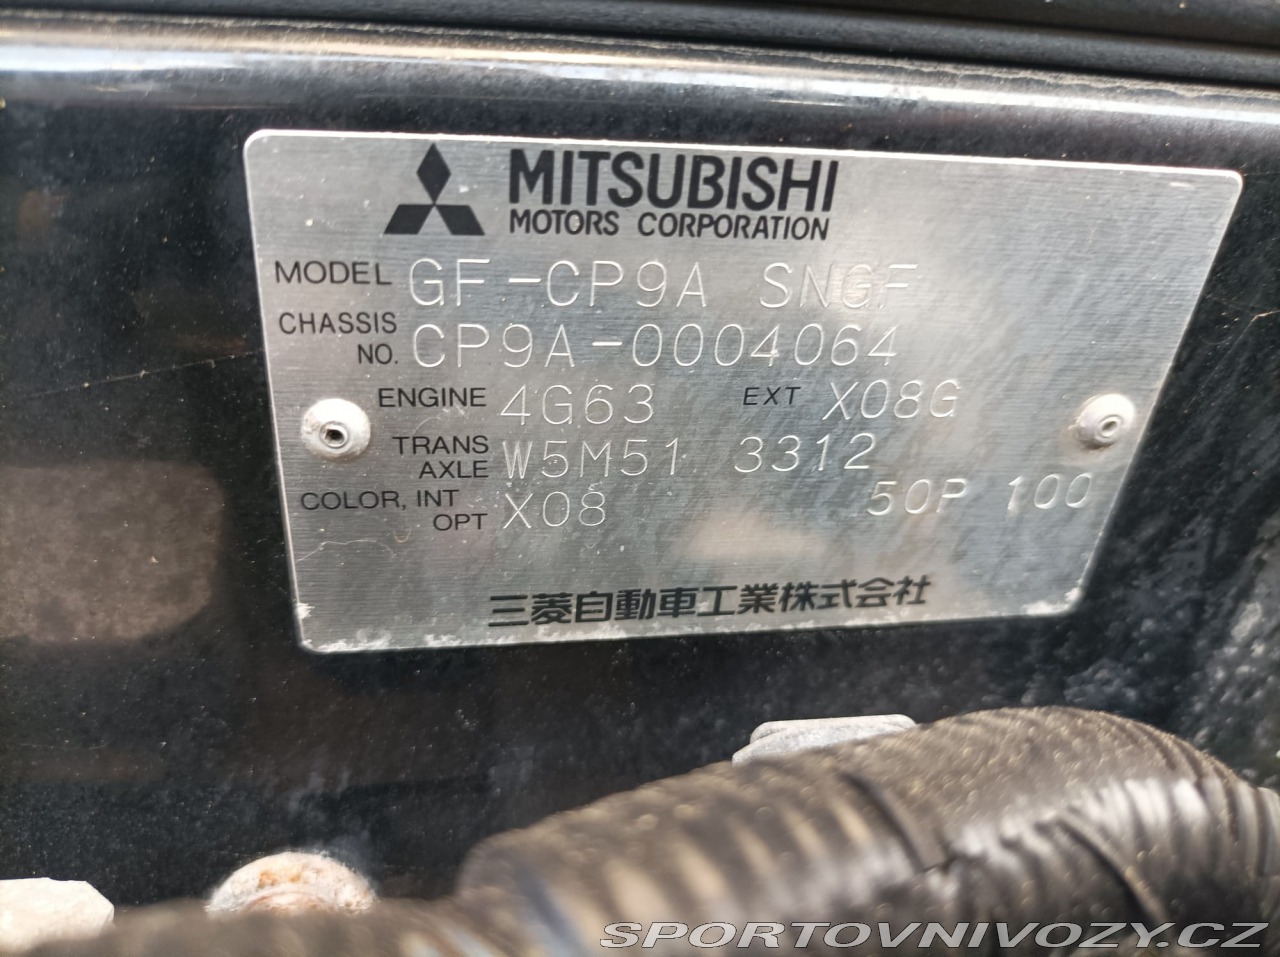 MITSUBISHI
MOTORS CORPORATION
MODEL GF-CP9A SNGF
CHASSIS NO. CP9A-0004064
ENGINE 4G63 EXT X08G
TRANS AXLE W5M51 3312
COLOR, INT OPT X08 50P 100
三菱自動車工業株式会社
SPORTOVNIVOZY.CZ